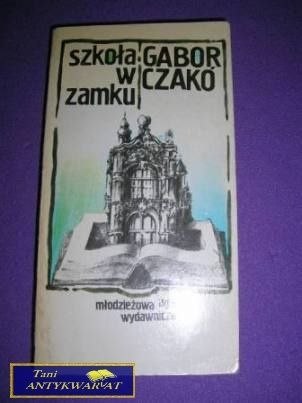 szkoła GABOR
w CZAKO
zamku
młodzieżowa
wydawnicza
Tani
ANTYKWARIAT